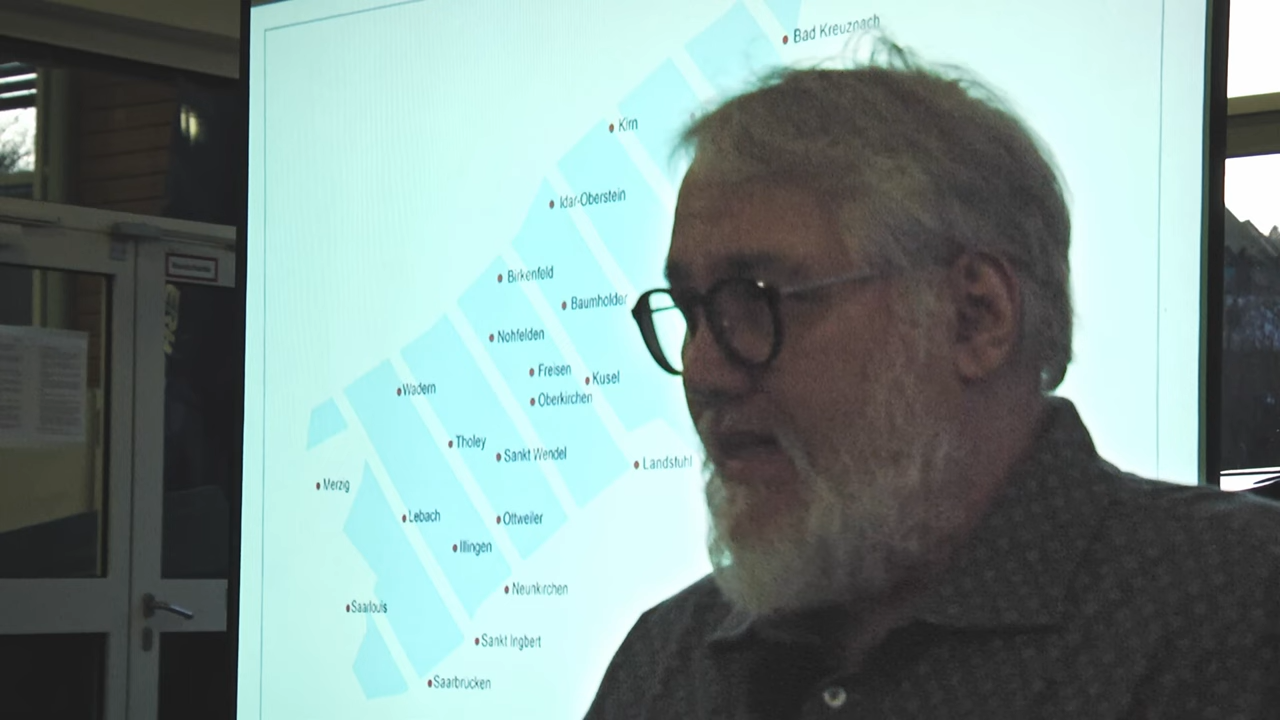 Bad Kreuznach
Kirn
Idar-Oberstein
Birkenfeld
Baumholder
Nohfelden
Freisen
Kusel
Wadern
Oberkirchen
Tholey
Sankt Wendel
Landstuhl
Merzig
Lebach
Ottweiler
Illingen
Neunkirchen
Saarlouis
Sankt Ingbert
Saarbrücken